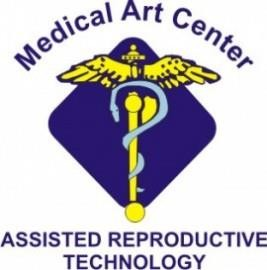 Medical Art Center
ASSISTED REPRODUCTIVE
TECHNOLOGY